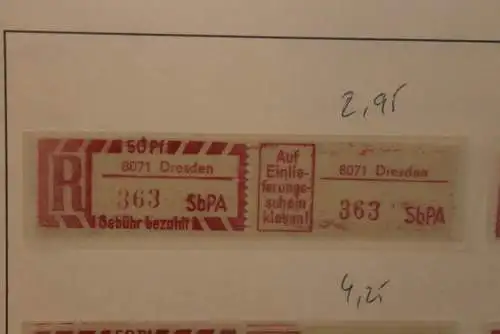 2,95
50 Pf
R
8071 Dresden
363 SbPA
Gebühr bezahlt
Auf
Einlie-
ferungs-
schein
kleben!
8071 Dresden
363 SbPA
4,25